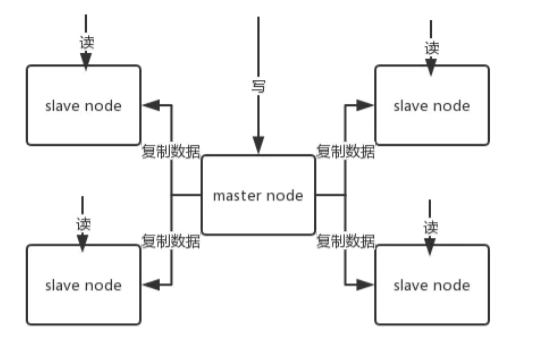 读
写
读
slave node
slave node
复制数据
复制数据
master node
读
读
复制数据
复制数据
slave node
slave node